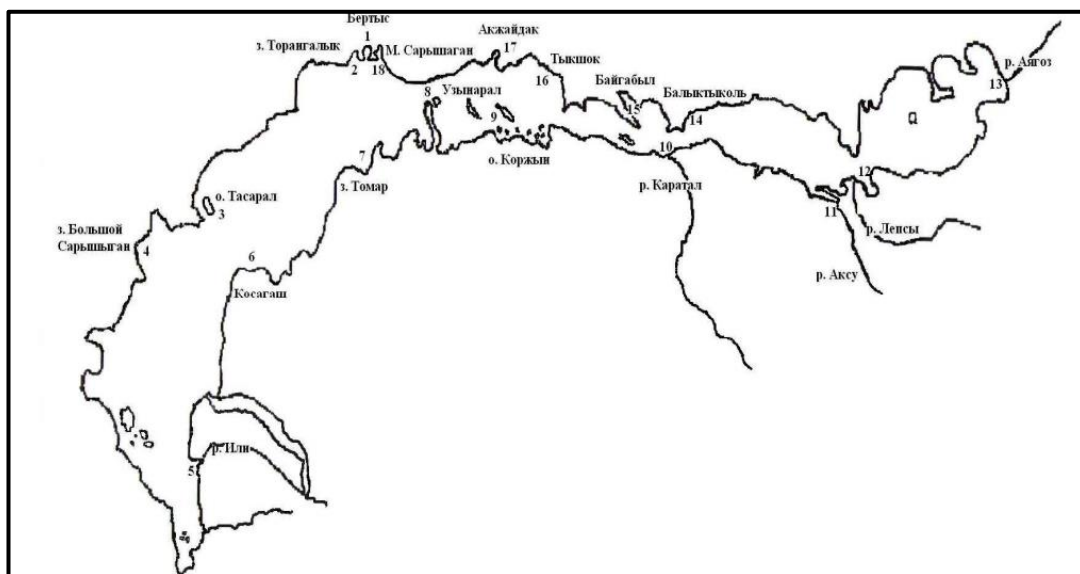 Бертыс
1
з. Торангалык
2
18
М. Сарышаган
Акжайдак
17
Тыкшок
16
Байгабыл
15
Балыктыколь
14
р. Аягоз
13
8
Узынарал
9
о. Коржын
10
р. Каратал
12
11
р. Лепсы
р. Аксу
7
з. Томар
о. Тасарал
3
з. Большой
Сарышыган
4
6
Косагаш
р. Или
5